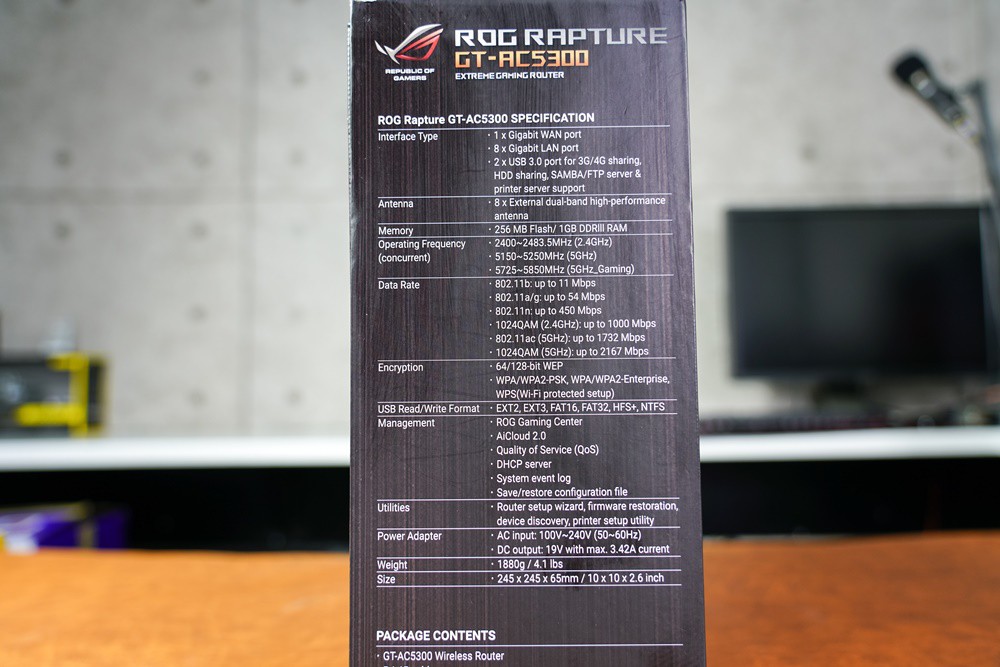 REPUBLIC OF
GAMERS
ROG RAPTURE
GT-AC5300
EXTREME GAMING ROUTER
ROG Rapture GT-AC5300 SPECIFICATION
Interface Type · 1 x Gigabit WAN port
· 8 x Gigabit LAN port
· 2 x USB 3.0 port for 3G/4G sharing,
HDD sharing, SAMBA/FTP server &
printer server support
Antenna · 8 x External dual-band high-performance
antenna
Memory · 256 MB Flash/ 1GB DDRIII RAM
Operating Frequency · 2400~2483.5MHz (2.4GHz)
(concurrent) · 5150~5250MHz (5GHz)
· 5725~5850MHz (5GHz_Gaming)
Data Rate · 802.11b: up to 11 Mbps
· 802.11a/g: up to 54 Mbps
· 802.11n: up to 450 Mbps
· 1024QAM (2.4GHz): up to 1000 Mbps
· 802.11ac (5GHz): up to 1732 Mbps
· 1024QAM (5GHz): up to 2167 Mbps
Encryption · 64/128-bit WEP
· WPA/WPA2-PSK, WPA/WPA2-Enterprise,
WPS(Wi-Fi protected setup)
USB Read/Write Format · EXT2, EXT3, FAT16, FAT32, HFS+, NTFS
Management · ROG Gaming Center
· AiCloud 2.0
· Quality of Service (QoS)
· DHCP server
· System event log
· Save/restore configuration file
Utilities · Router setup wizard, firmware restoration,
device discovery, printer setup utility
Power Adapter · AC input: 100V~240V (50~60Hz)
· DC output: 19V with max. 3.42A current
Weight · 1880g / 4.1 lbs
Size · 245 x 245 x 65mm / 10 x 10 x 2.6 inch
PACKAGE CONTENTS
· GT-AC5300 Wireless Router